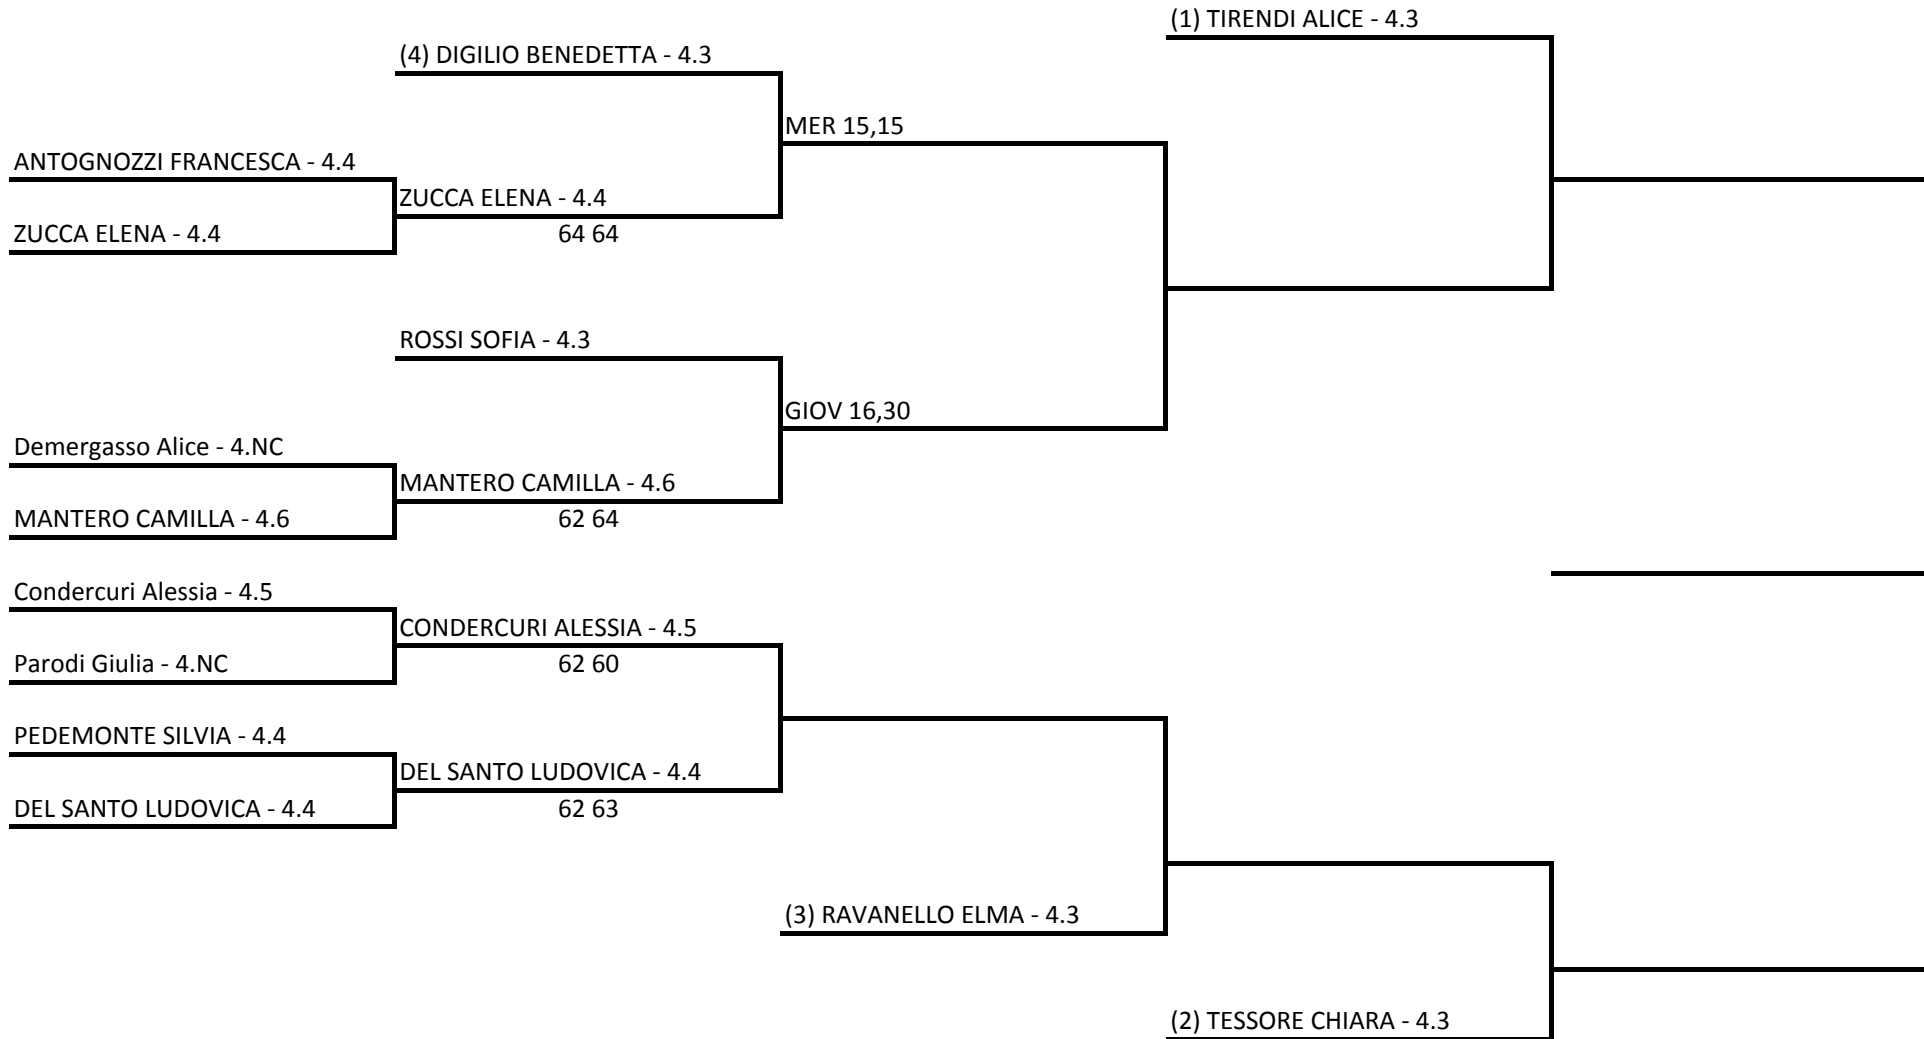 (1) TIRENDI ALICE - 4.3
(4) DIGILIO BENEDETTA - 4.3
MER 15,15
ANTOGNOZZI FRANCESCA - 4.4
ZUCCA ELENA - 4.4
ZUCCA ELENA - 4.4
64 64
ROSSI SOFIA - 4.3
GIOV 16,30
Demergasso Alice - 4.NC
MANTERO CAMILLA - 4.6
MANTERO CAMILLA - 4.6
62 64
Condercuri Alessia - 4.5
CONDERCURI ALESSIA - 4.5
Parodi Giulia - 4.NC
62 60
PEDEMONTE SILVIA - 4.4
DEL SANTO LUDOVICA - 4.4
DEL SANTO LUDOVICA - 4.4
62 63
(3) RAVANELLO ELMA - 4.3
(2) TESSORE CHIARA - 4.3